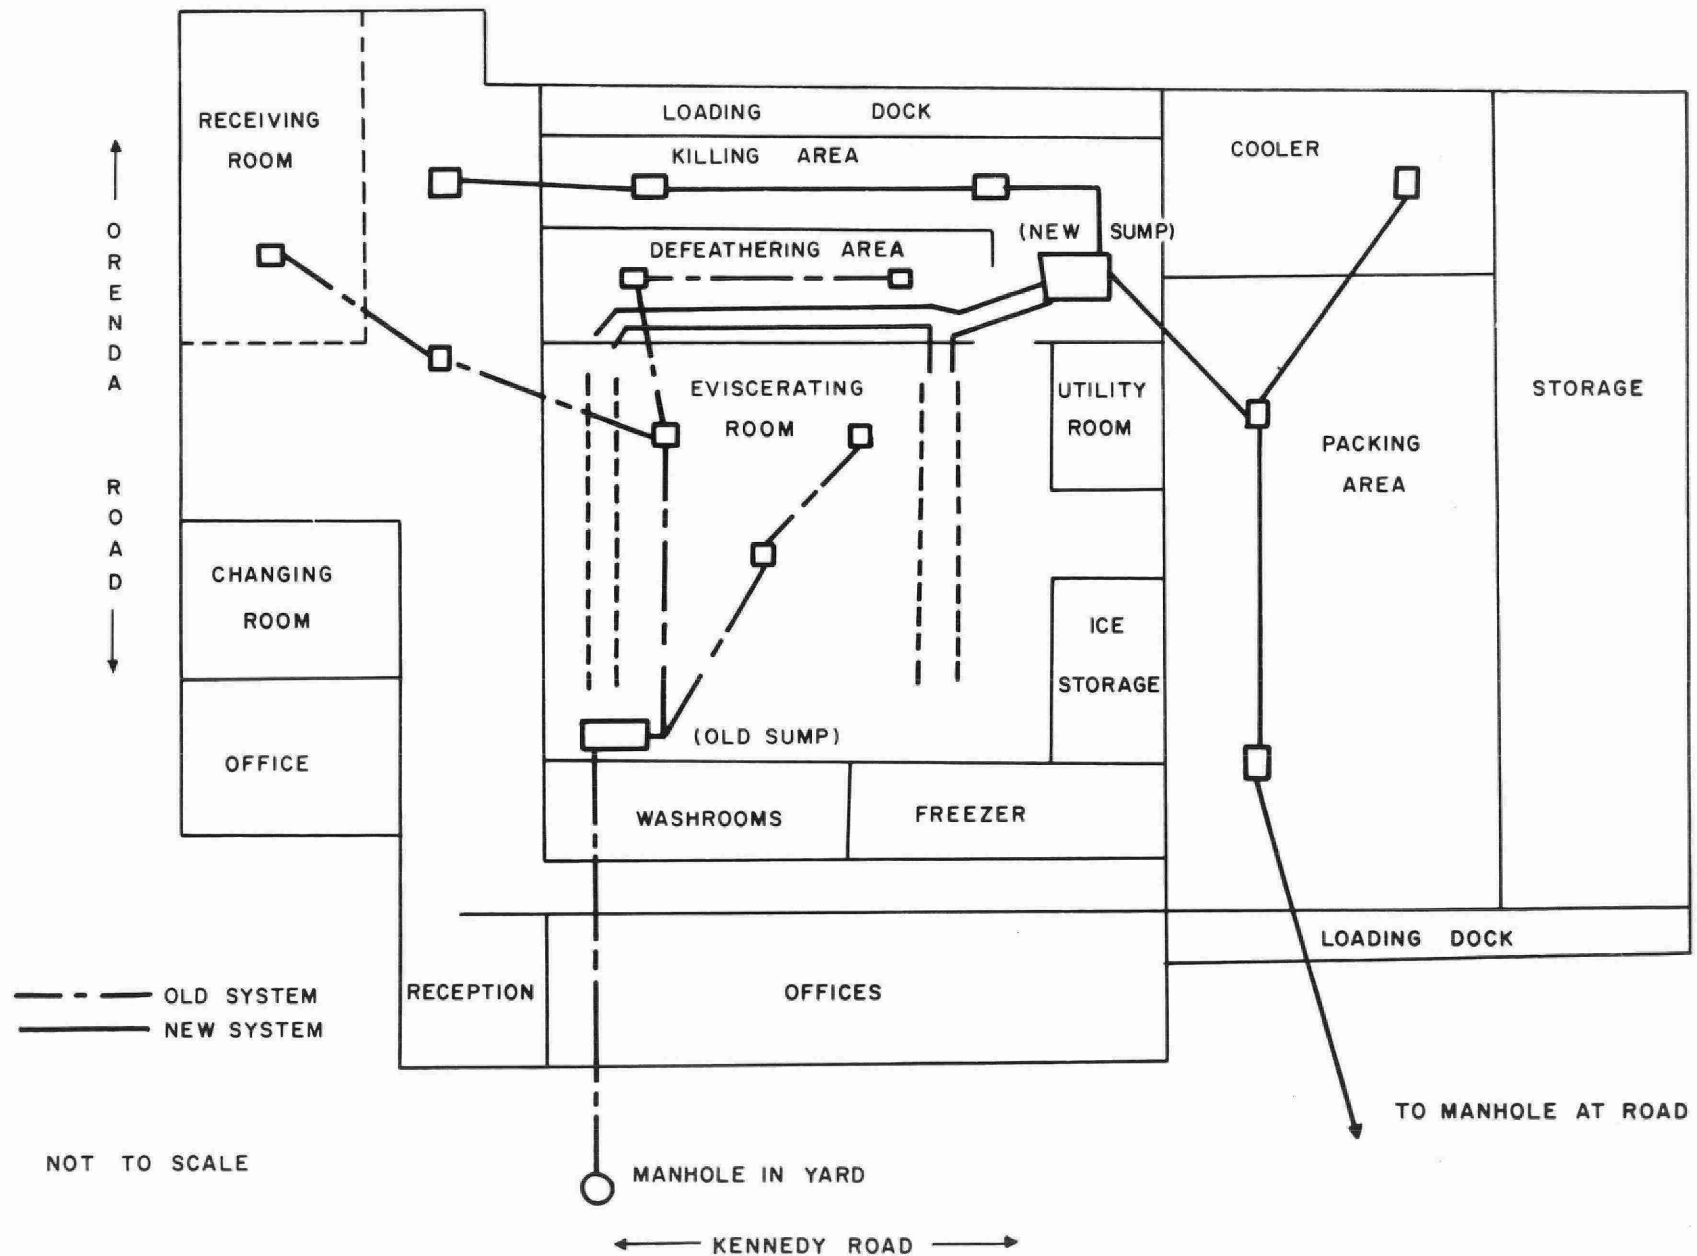 LOADING DOCK
RECEIVING
ROOM
KILLING AREA
COOLER
ORENDA ROAD
(NEW SUMP)
DEFEATHERING AREA
EVISCERATING
ROOM
UTILITY
ROOM
STORAGE
PACKING
AREA
CHANGING
ROOM
ICE
STORAGE
(OLD SUMP)
OFFICE
WASHROOMS
FREEZER
LOADING DOCK
OLD SYSTEM
NEW SYSTEM
RECEPTION
OFFICES
TO MANHOLE AT ROAD
NOT TO SCALE
MANHOLE IN YARD
KENNEDY ROAD